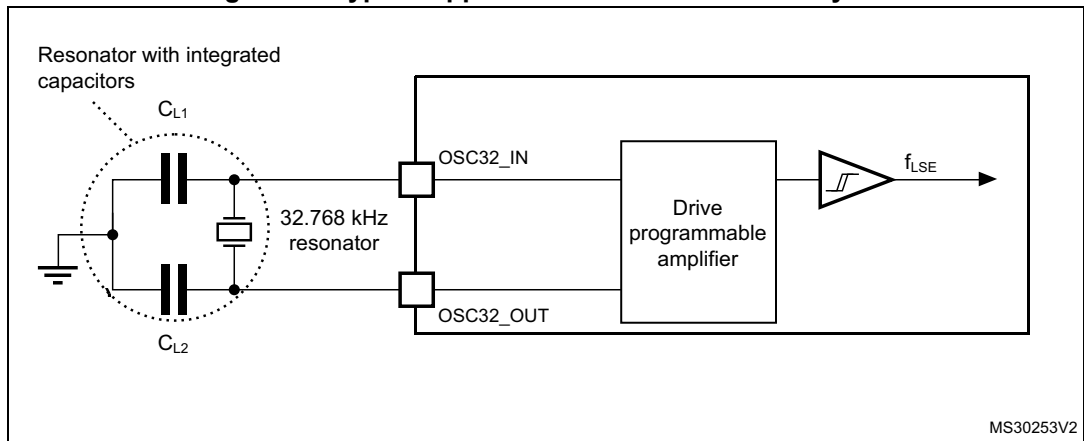 Resonator with integrated
capacitors
CL1
OSC32_IN
fLSE
32.768 kHz
resonator
Drive
programmable
amplifier
OSC32_OUT
CL2
MS30253V2